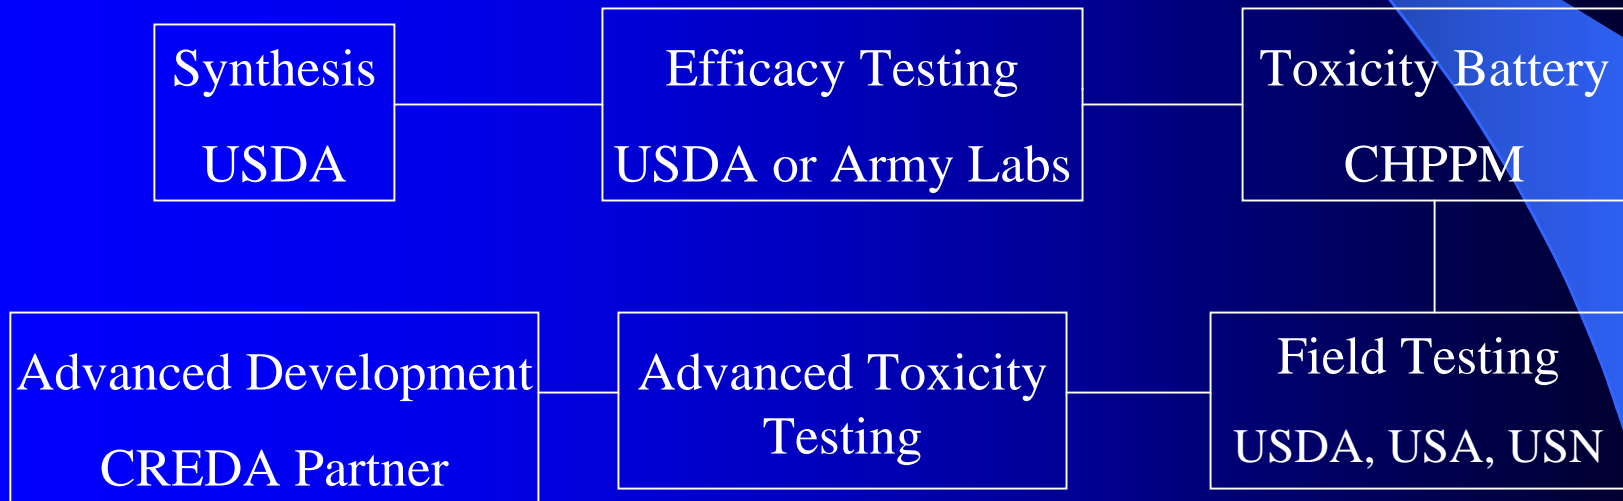 Synthesis
USDA
Efficacy Testing
USDA or Army Labs
Toxicity Battery
CHPPM
Advanced Development
CREDA Partner
Advanced Toxicity
Testing
Field Testing
USDA, USA, USN